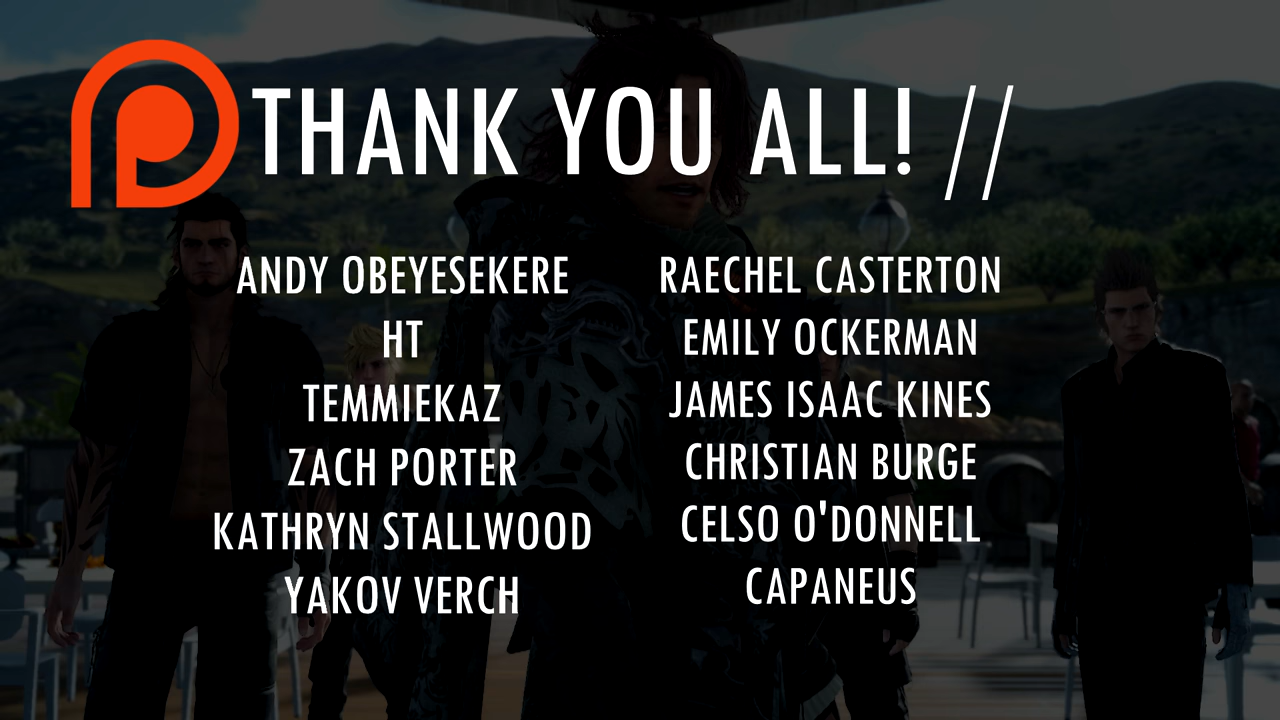 THANK YOU ALL! //
ANDY OBEYESEKERE
HT
TEMMIEKAZ
ZACH PORTER
KATHRYN STALLWOOD
YAKOV VERCH
RAECHEL CASTERTON
EMILY OCKERMAN
JAMES ISAAC KINES
CHRISTIAN BURGE
CELSO O'DONNELL
CAPANEUS